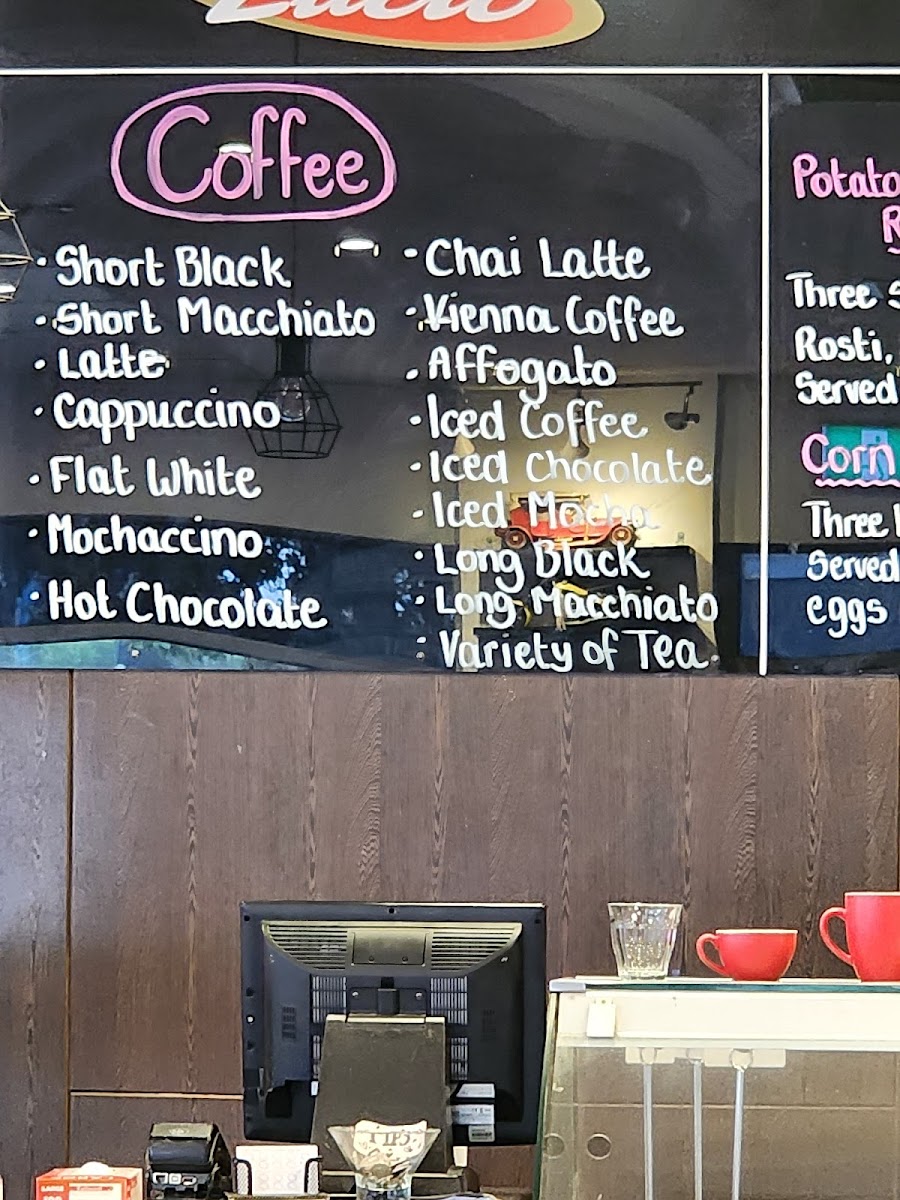 Coffee
· Short Black
· Short Macchiato
· Latte
· Cappuccino
· Flat White
· Mochaccino
· Hot Chocolate
· Chai Latte
· Vienna Coffee
· Affogato
· Iced Coffee
· Iced Chocolate
· Iced Mocha
· Long Black
· Long Macchiato
· Variety of Tea
Potato
Three
Rosti,
Served
Corn
Three
Served
eggs
TIPS